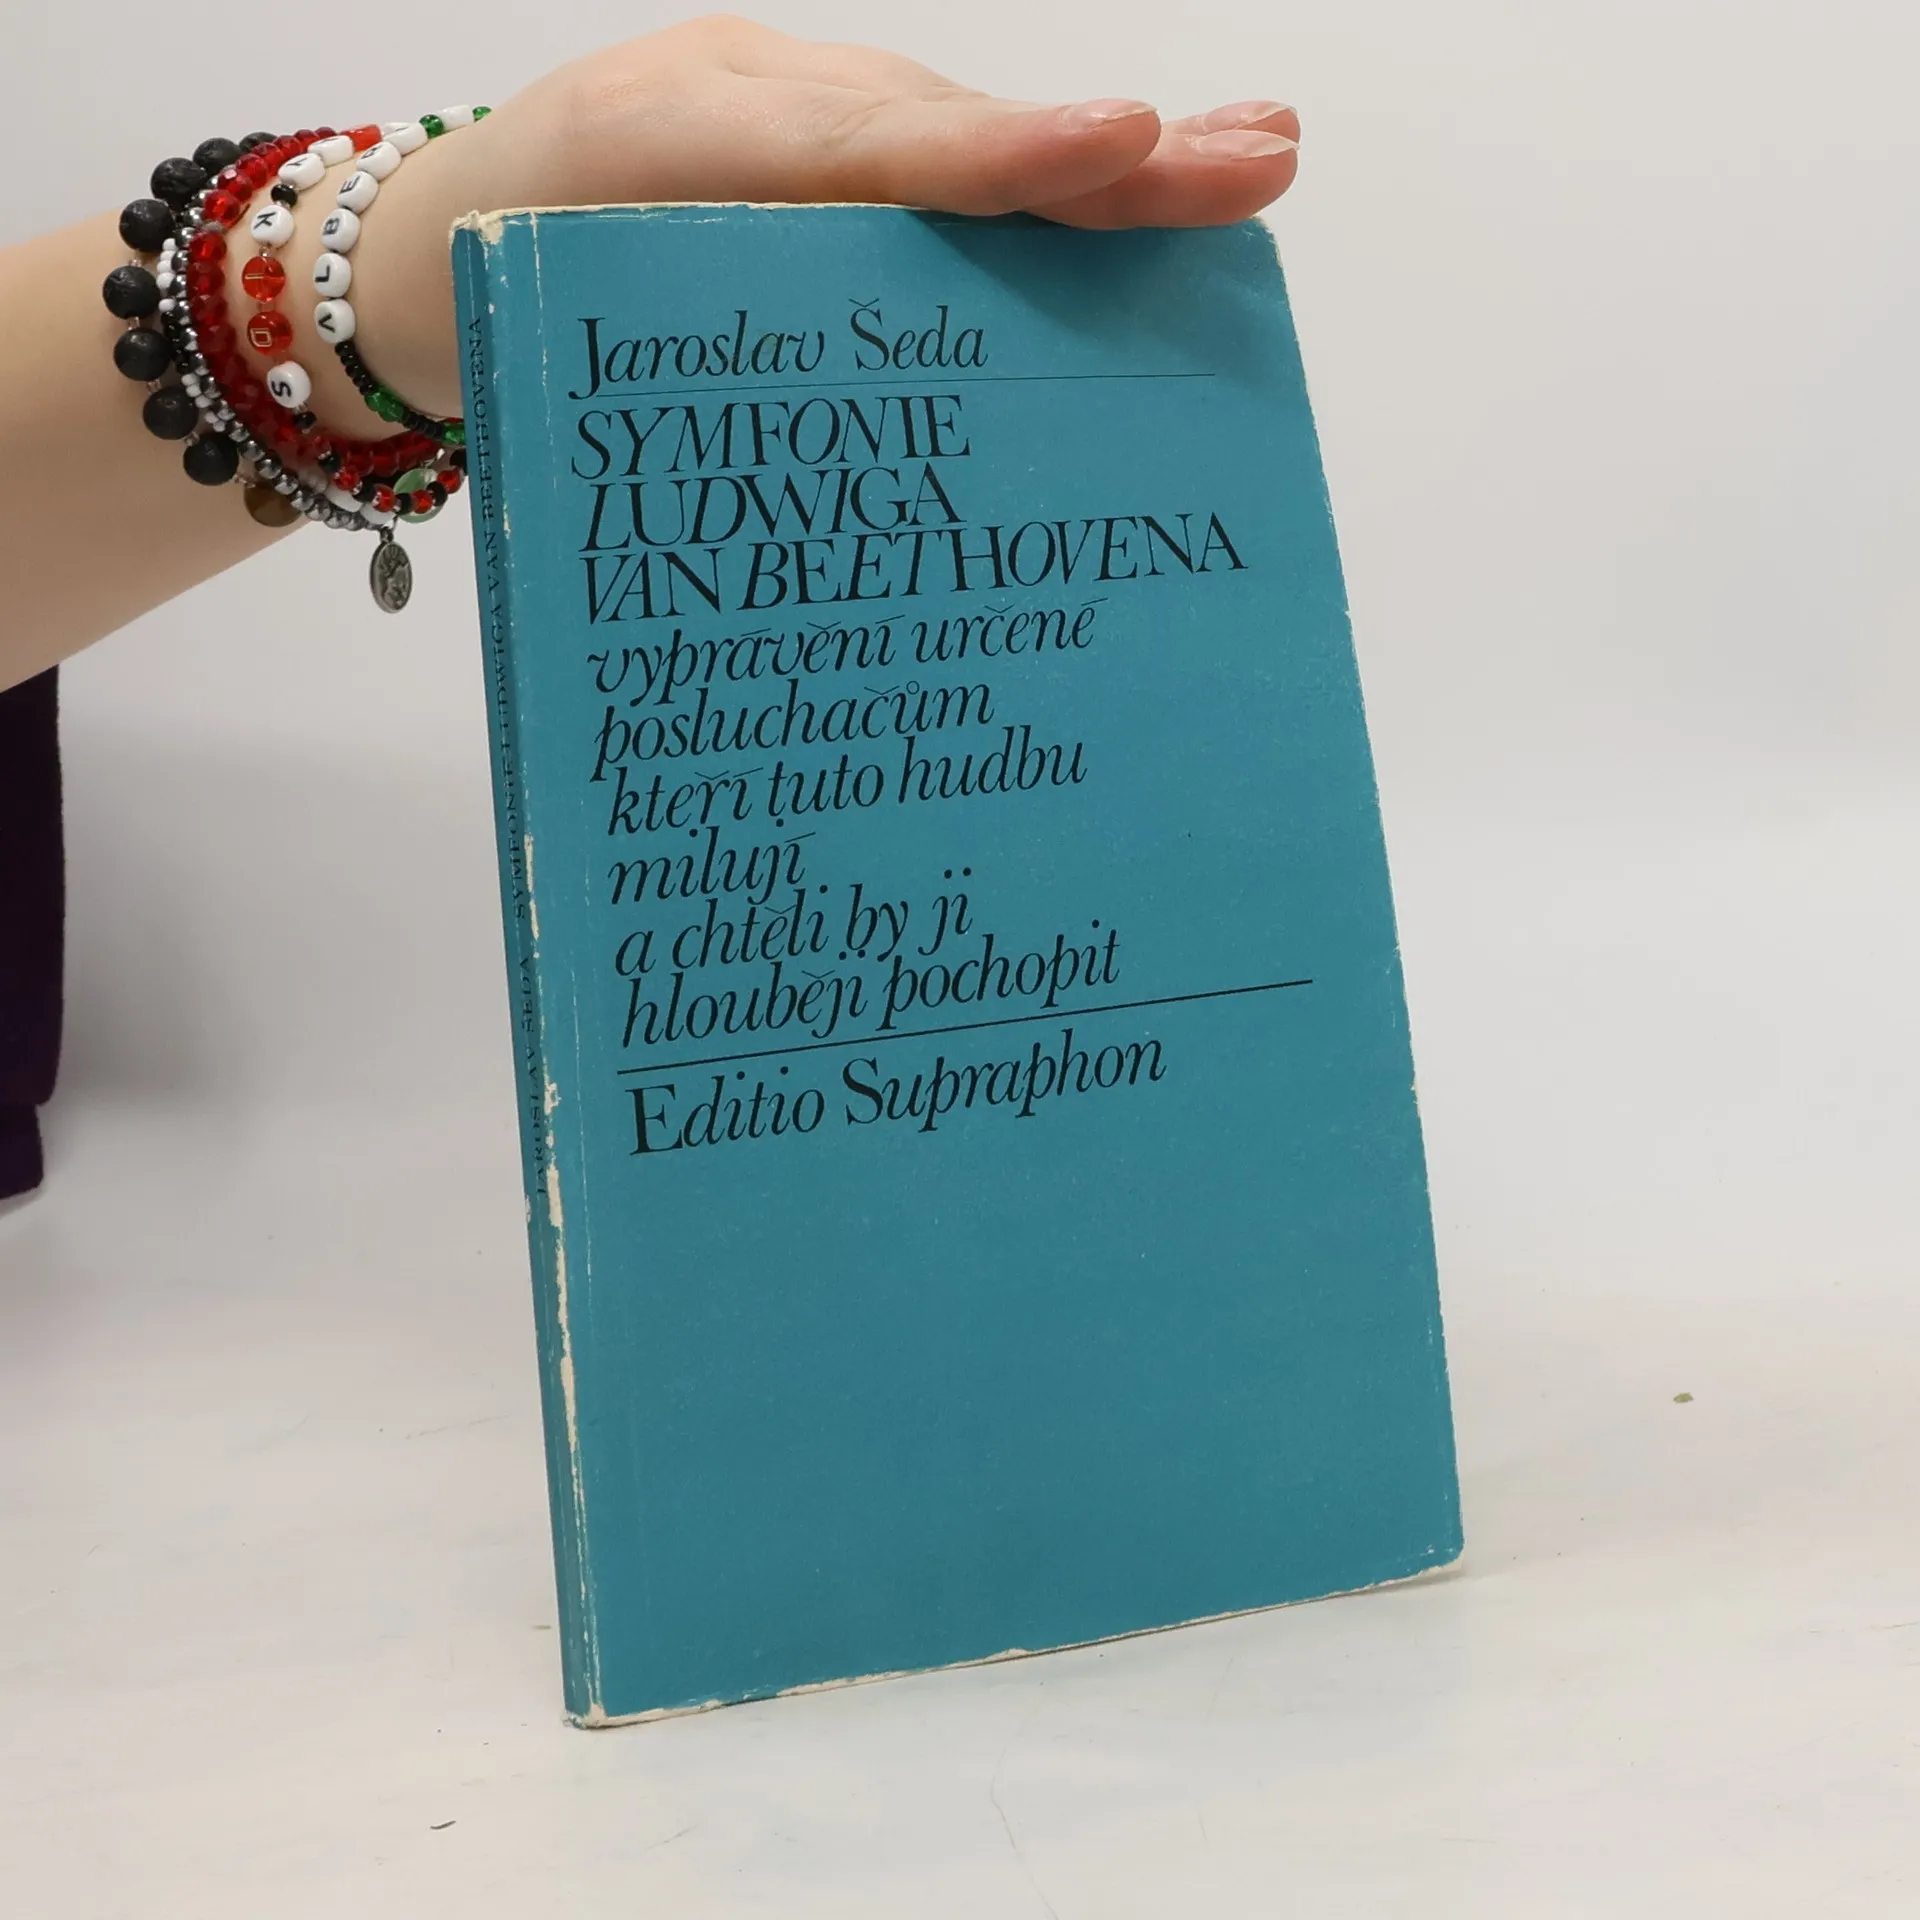 Jaroslav Šeda
SYMFONIE
LUDWIGA
VAN BEETHOVENA
vyprávění určené
posluchačům
kteří tuto hudbu
milují
a chtěli by ji
hlouběji pochopit
Editio Supraphon
JAROSLAV ŠEDA SYMFONIE LUDWIGA VAN BEETHOVENA